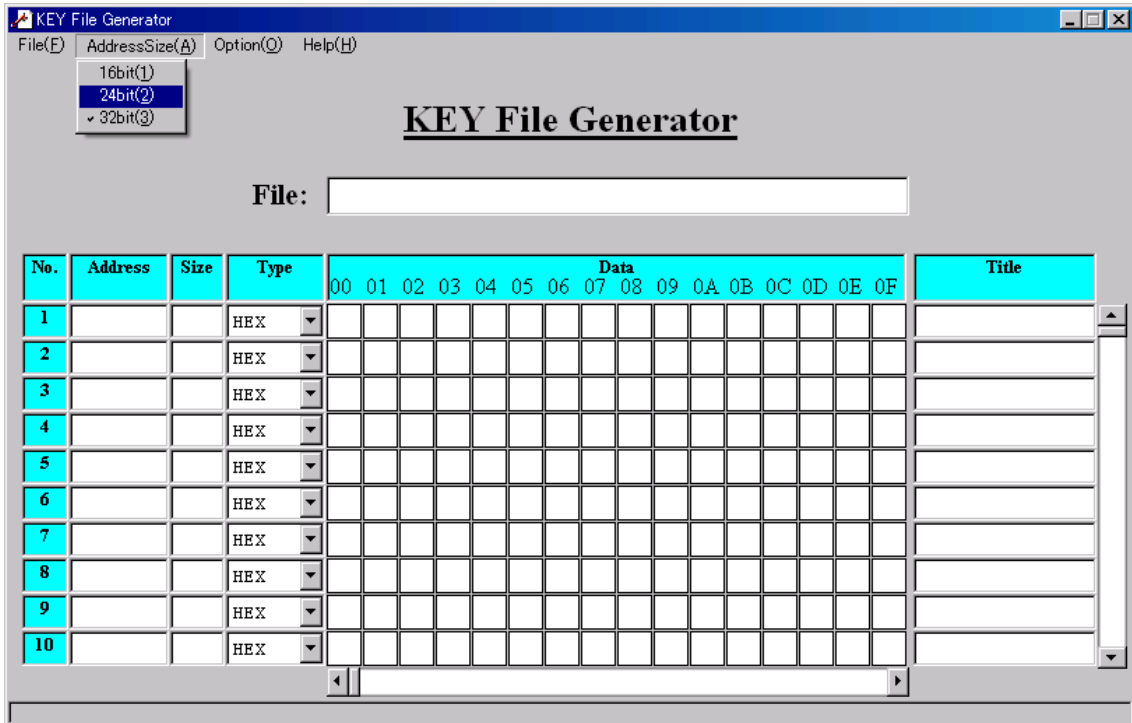 KEY File Generator
File(F) AddressSize(A) Option(O) Help(H)
16bit(1)
24bit(2)
✓ 32bit(3)
KEY File Generator
File:
No. Address Size Type Data Title
00 01 02 03 04 05 06 07 08 09 0A 0B 0C 0D 0E 0F
1 HEX
2 HEX
3 HEX
4 HEX
5 HEX
6 HEX
7 HEX
8 HEX
9 HEX
10 HEX